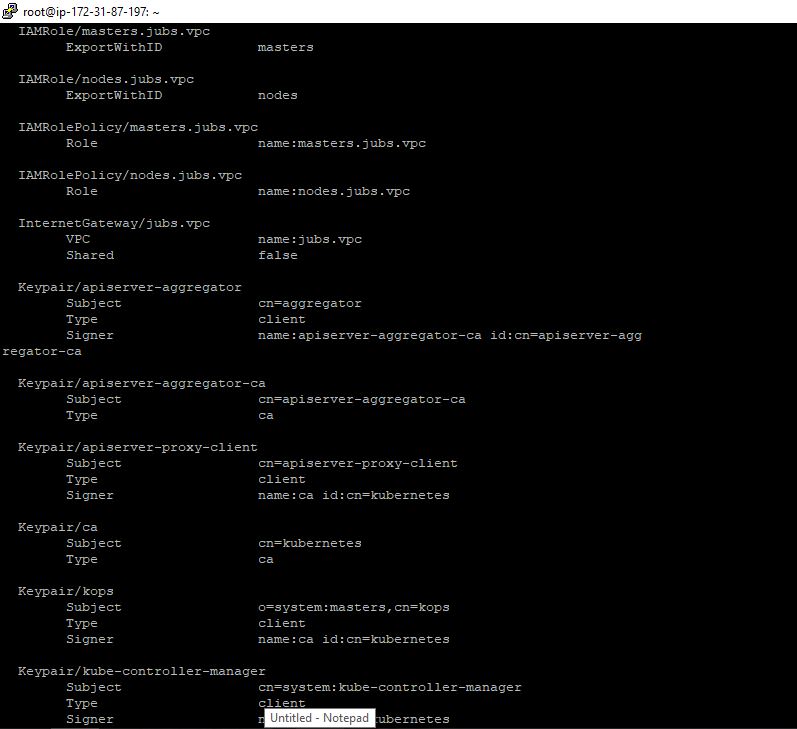 root@ip-172-31-87-197: ~
IAMRole/masters.jubs.vpc
ExportWithID masters
IAMRole/nodes.jubs.vpc
ExportWithID nodes
IAMRolePolicy/masters.jubs.vpc
Role name:masters.jubs.vpc
IAMRolePolicy/nodes.jubs.vpc
Role name:nodes.jubs.vpc
InternetGateway/jubs.vpc
VPC name:jubs.vpc
Shared false
Keypair/apiserver-aggregator
Subject cn=aggregator
Type client
Signer name:apiserver-aggregator-ca id:cn=apiserver-agg
regator-ca
Keypair/apiserver-aggregator-ca
Subject cn=apiserver-aggregator-ca
Type ca
Keypair/apiserver-proxy-client
Subject cn=apiserver-proxy-client
Type client
Signer name:ca id:cn=kubernetes
Keypair/ca
Subject cn=kubernetes
Type ca
Keypair/kops
Subject o=system:masters,cn=kops
Type client
Signer name:ca id:cn=kubernetes
Keypair/kube-controller-manager
Subject cn=system:kube-controller-manager
Type client
Signer
Untitled - Notepad